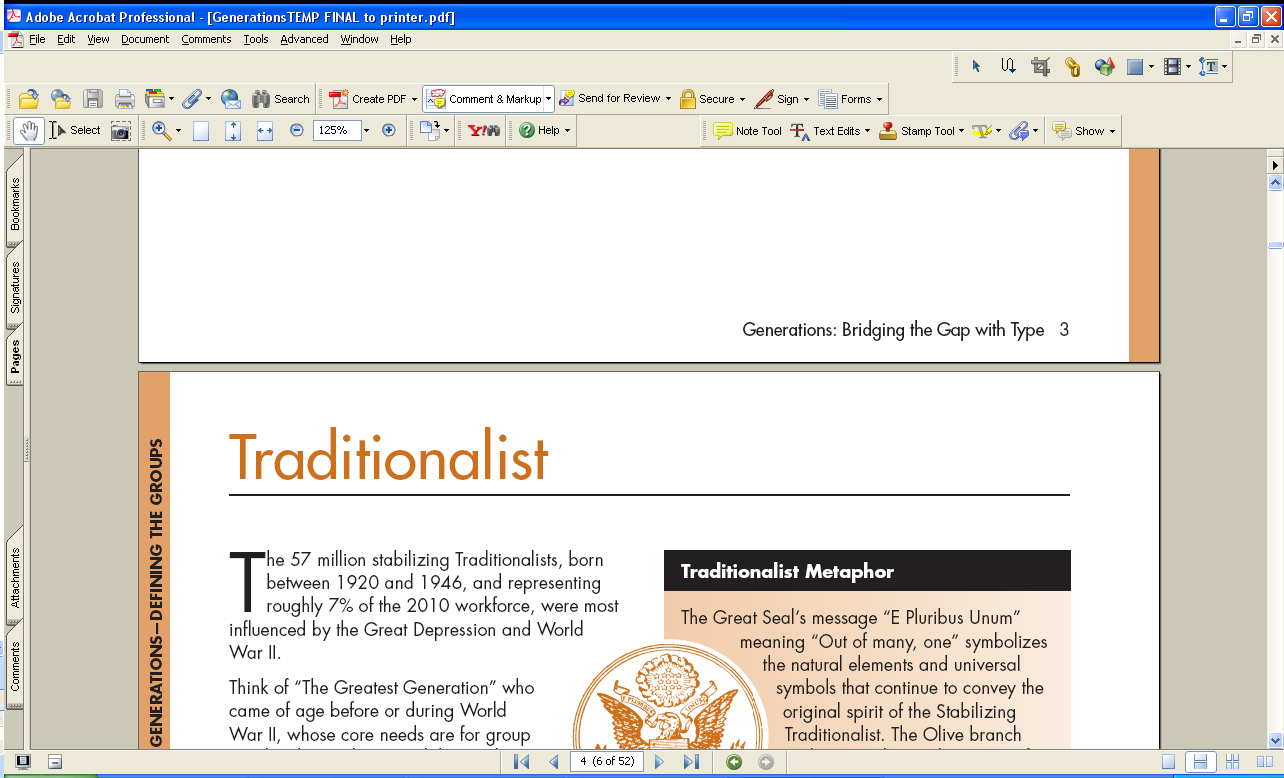 Adobe Acrobat Professional - [GenerationsTEMP FINAL to printer.pdf]
File Edit View Document Comments Tools Advanced Window Help
Search Create PDF Comment & Markup Send for Review Secure Sign Forms
Select 125% Y! Help Note Tool Text Edits Stamp Tool Show
Bookmarks
Signatures
Pages
Attachments
Comments
Generations: Bridging the Gap with Type 3
GENERATIONS—DEFINING THE GROUPS
Traditionalist
The 57 million stabilizing Traditionalists, born
between 1920 and 1946, and representing
roughly 7% of the 2010 workforce, were most
influenced by the Great Depression and World
War II.
Think of “The Greatest Generation” who
came of age before or during World
War II, whose core needs are for group
Traditionalist Metaphor
The Great Seal’s message “E Pluribus Unum”
meaning “Out of many, one” symbolizes
the natural elements and universal
symbols that continue to convey the
original spirit of the Stabilizing
Traditionalist. The Olive branch
E PLURIBUS UNUM
4 (6 of 52)